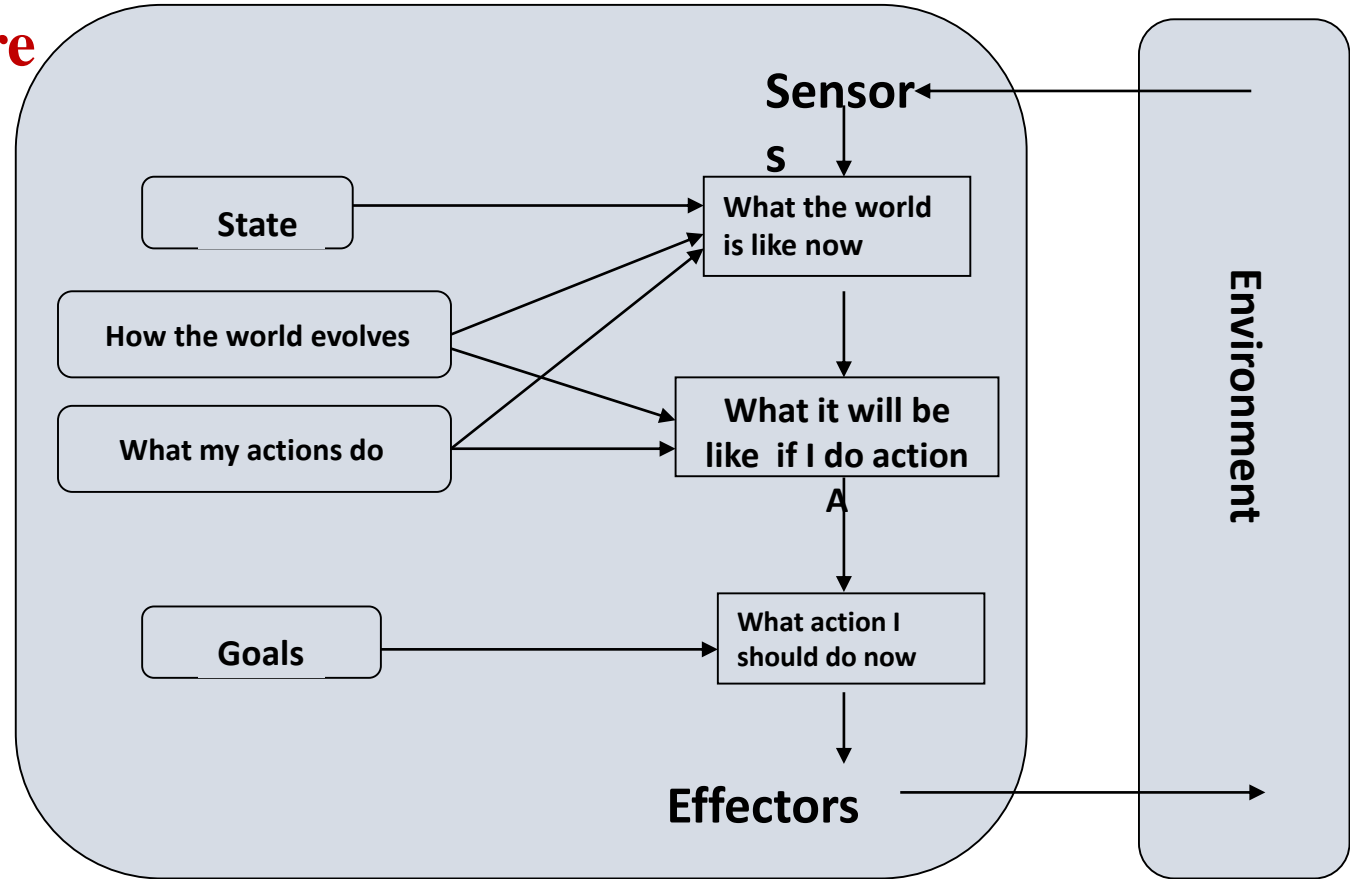 re
Sensor
s
State
What the world
is like now
How the world evolves
What it will be
like if I do action
A
What my actions do
Goals
What action I
should do now
Effectors
Environment